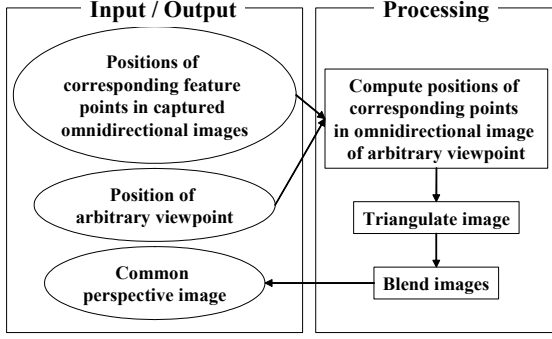 Input / Output
Positions of
corresponding feature
points in captured
omnidirectional images
Position of
arbitrary viewpoint
Common
perspective image
Processing
Compute positions of
corresponding points
in omnidirectional image
of arbitrary viewpoint
Triangulate image
Blend images